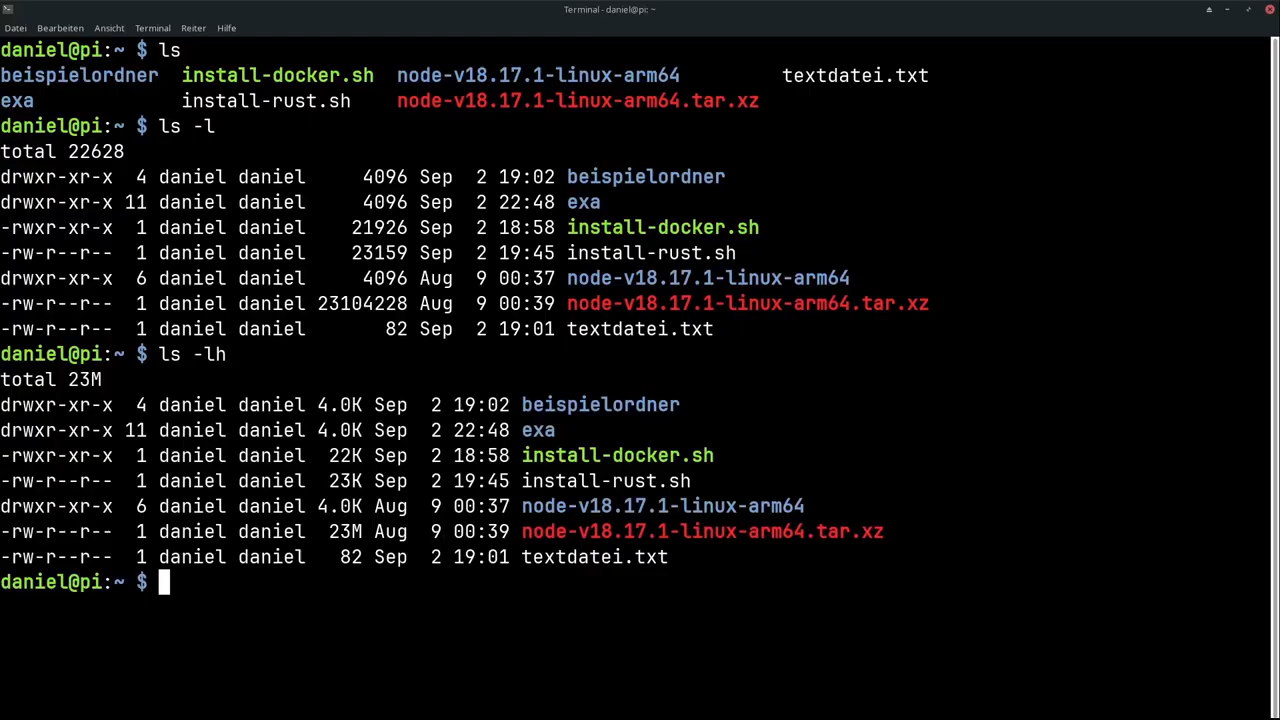 Terminal - daniel@pi: ~
Datei Bearbeiten Ansicht Terminal Reiter Hilfe
daniel@pi:~ $ ls
beispielordner  install-docker.sh  node-v18.17.1-linux-arm64         textdatei.txt
exa             install-rust.sh    node-v18.17.1-linux-arm64.tar.xz
daniel@pi:~ $ ls -l
total 22628
drwxr-xr-x  4 daniel daniel     4096 Sep  2 19:02 beispielordner
drwxr-xr-x 11 daniel daniel     4096 Sep  2 22:48 exa
-rwxr-xr-x  1 daniel daniel    21926 Sep  2 18:58 install-docker.sh
-rw-r--r--  1 daniel daniel    23159 Sep  2 19:45 install-rust.sh
drwxr-xr-x  6 daniel daniel     4096 Aug  9 00:37 node-v18.17.1-linux-arm64
-rw-r--r--  1 daniel daniel 23104228 Aug  9 00:39 node-v18.17.1-linux-arm64.tar.xz
-rw-r--r--  1 daniel daniel       82 Sep  2 19:01 textdatei.txt
daniel@pi:~ $ ls -lh
total 23M
drwxr-xr-x  4 daniel daniel 4.0K Sep  2 19:02 beispielordner
drwxr-xr-x 11 daniel daniel 4.0K Sep  2 22:48 exa
-rwxr-xr-x  1 daniel daniel  22K Sep  2 18:58 install-docker.sh
-rw-r--r--  1 daniel daniel  23K Sep  2 19:45 install-rust.sh
drwxr-xr-x  6 daniel daniel 4.0K Aug  9 00:37 node-v18.17.1-linux-arm64
-rw-r--r--  1 daniel daniel  23M Aug  9 00:39 node-v18.17.1-linux-arm64.tar.xz
-rw-r--r--  1 daniel daniel   82 Sep  2 19:01 textdatei.txt
daniel@pi:~ $